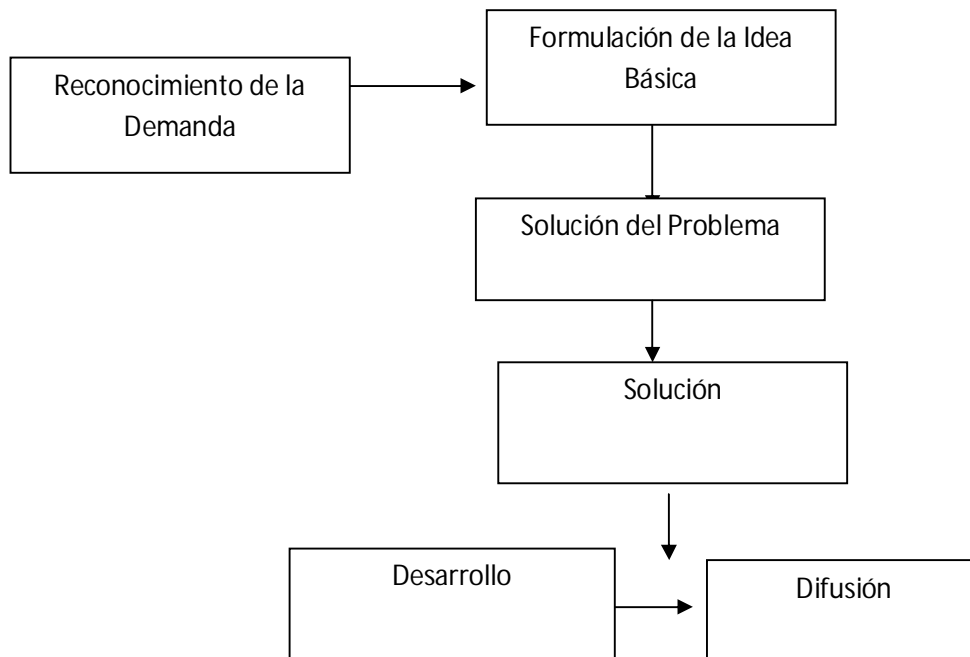 Reconocimiento de la
Demanda
Formulación de la Idea
Básica
Solución del Problema
Solución
Desarrollo
Difusión